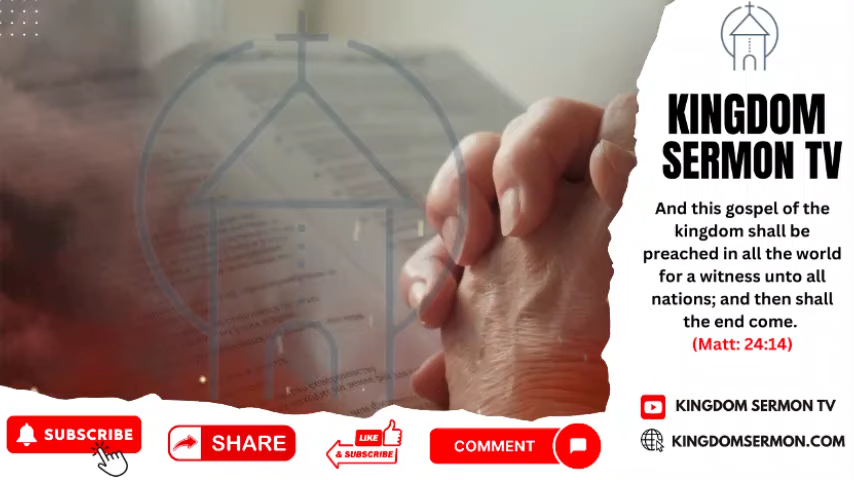 KINGDOM
SERMON TV
And this gospel of the
kingdom shall be
preached in all the world
for a witness unto all
nations; and then shall
the end come.
(Matt: 24:14)
KINGDOM SERMON TV
KINGDOMSERMON.COM
SUBSCRIBE
SHARE
LIKE
& SUBSCRIBE
COMMENT